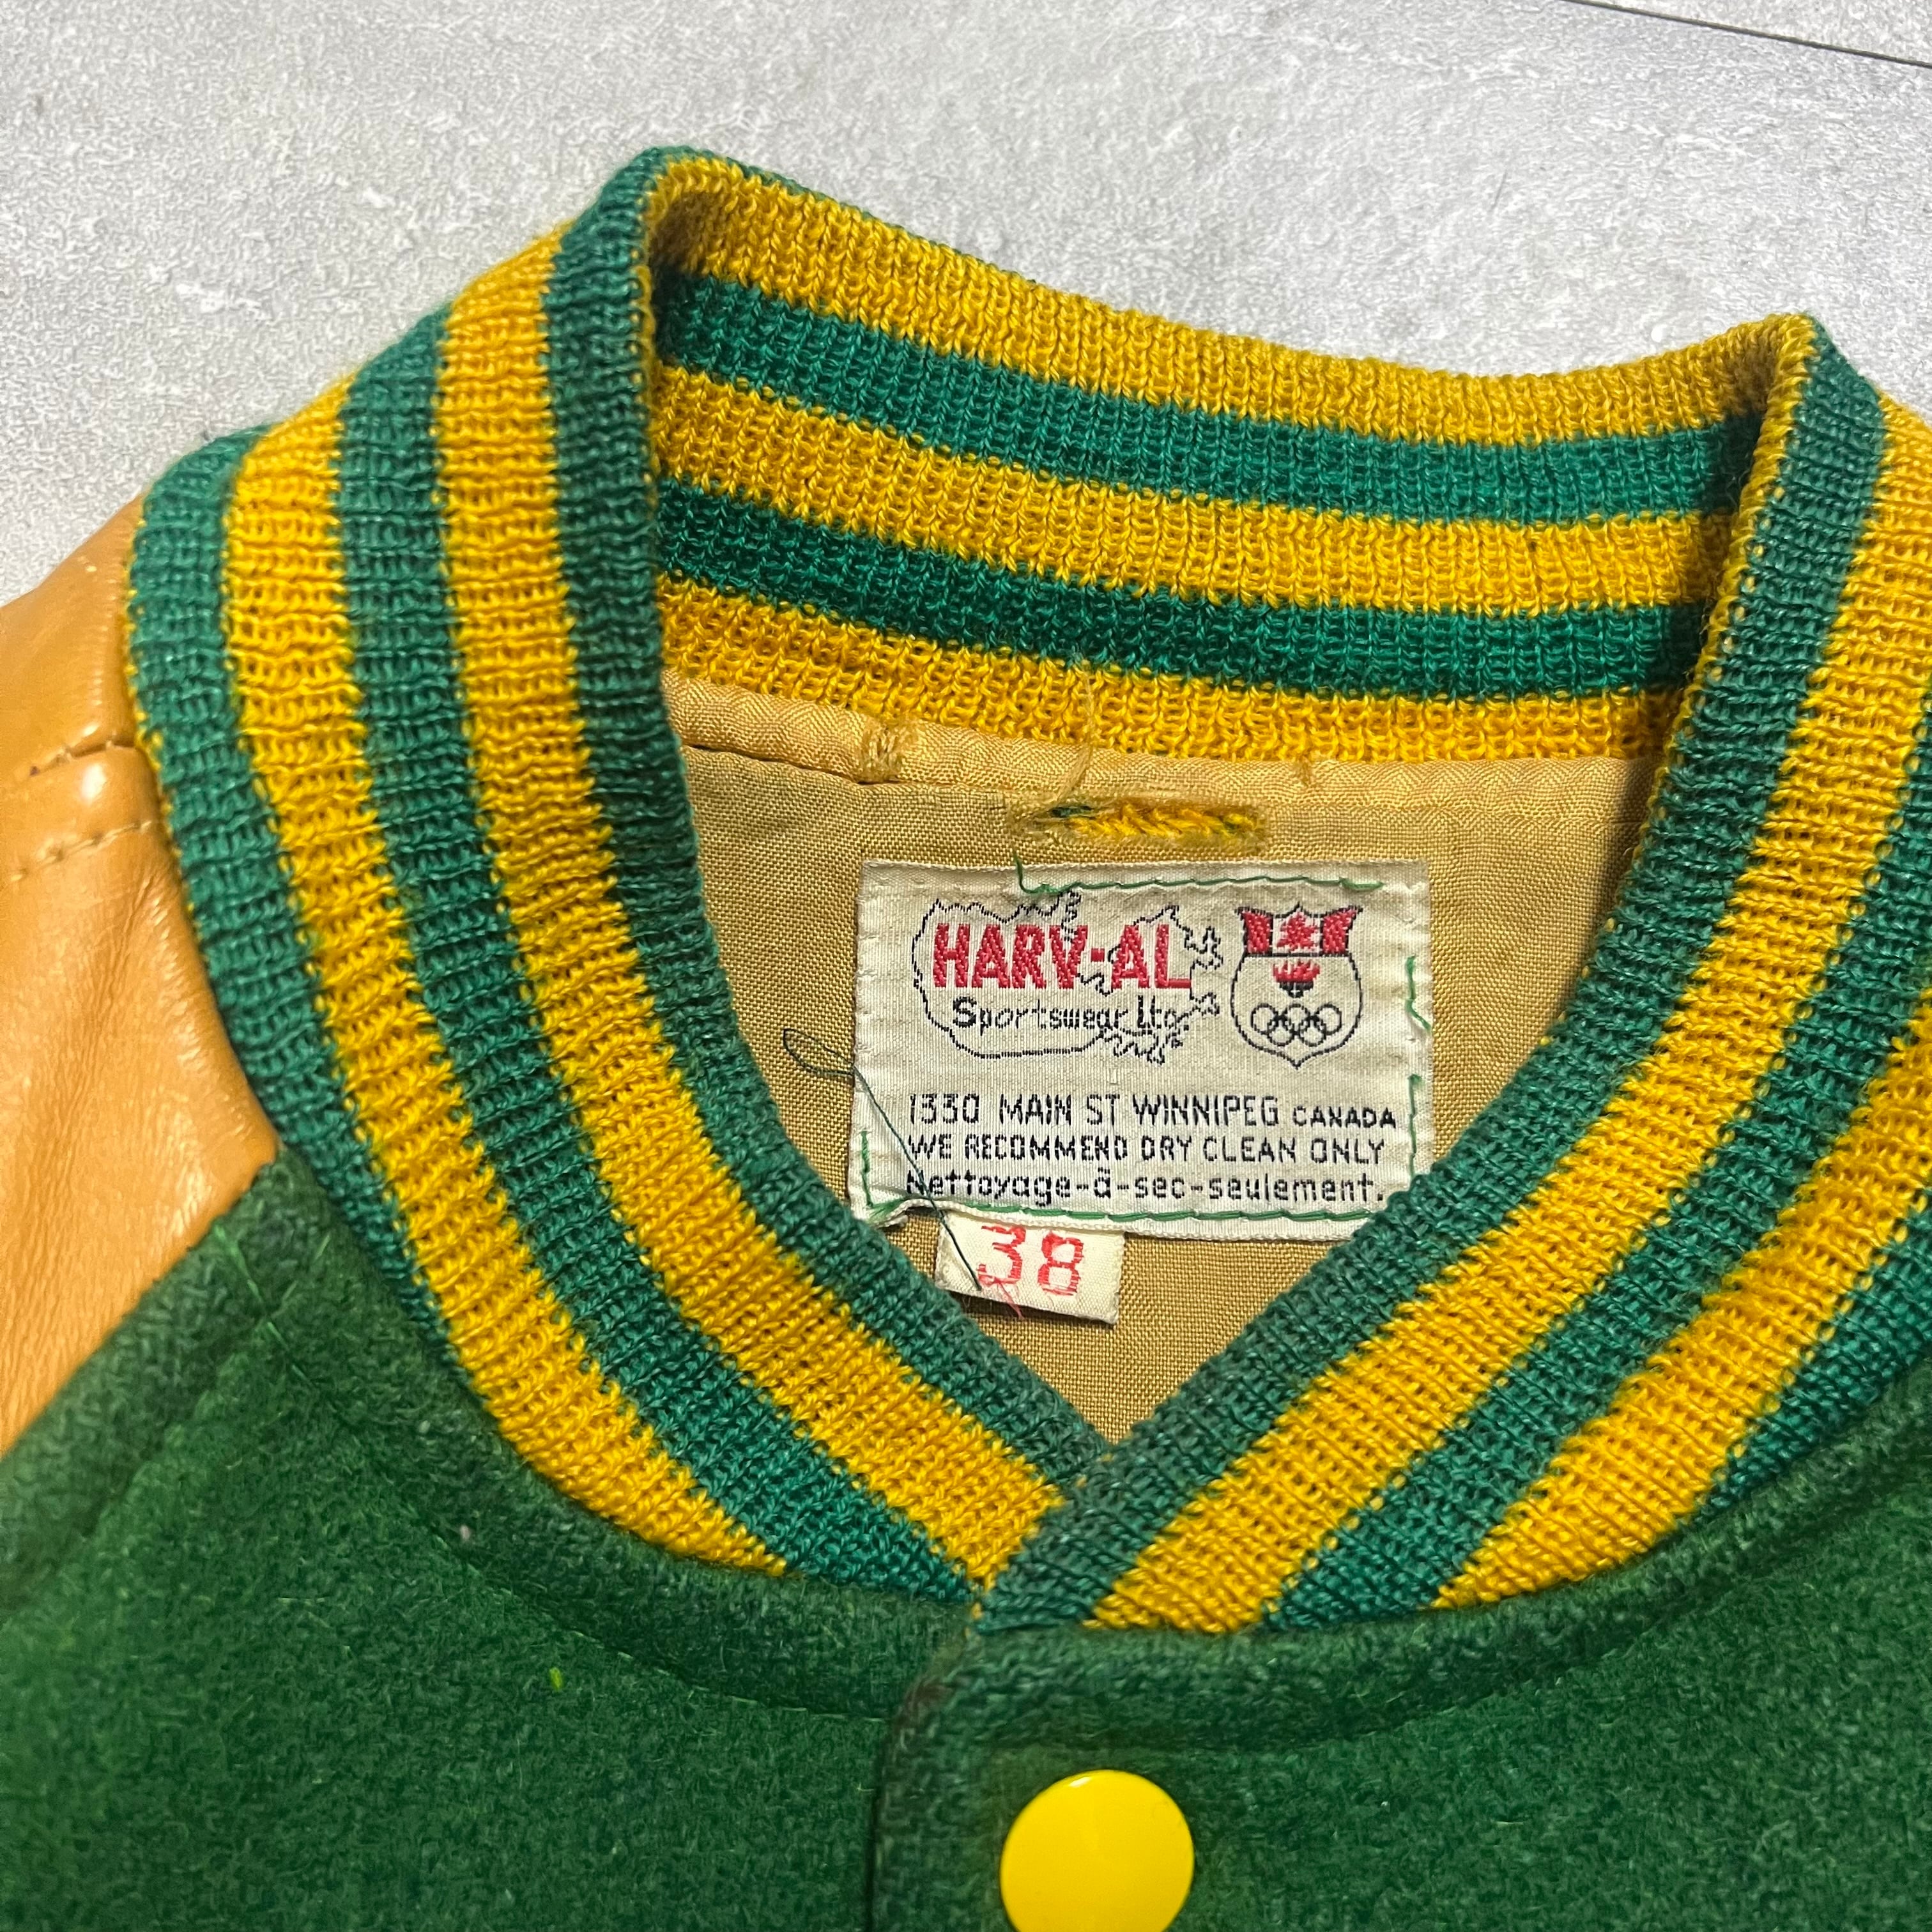 HARV-AL
Sportswear Ltd.
1330 MAIN ST WINNIPEG CANADA
WE RECOMMEND DRY CLEAN ONLY
Nettoyage-à-sec-seulement.
38